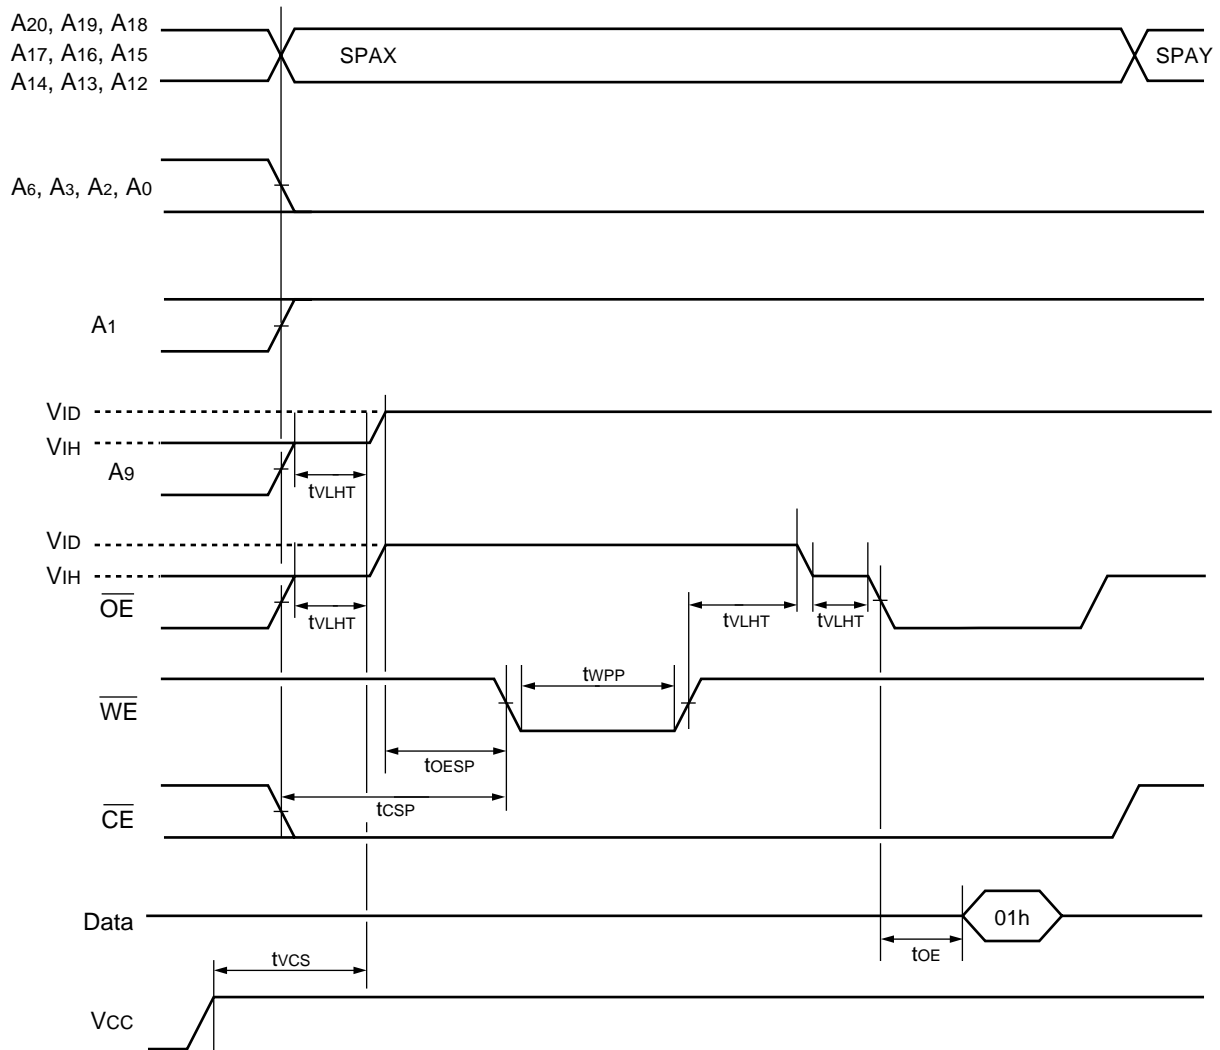 A20, A19, A18
A17, A16, A15
A14, A13, A12
SPAX
SPAY
A6, A3, A2, A0
A1
VID
VIH
A9
tVLHT
VID
VIH
OE
tVLHT
tVLHT
tVLHT
WE
tWPP
tOESP
CE
tCSP
Data
01h
tOE
tVCS
VCC